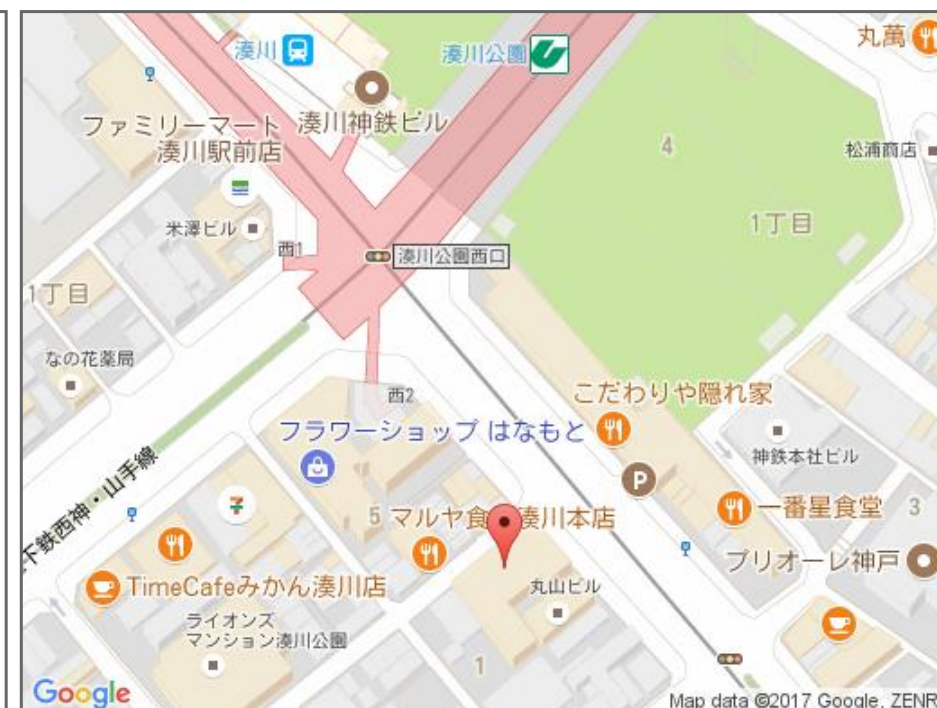 湊川
湊川公園
丸萬
ファミリーマート
湊川駅前店
湊川神鉄ビル
4
松浦商店
米澤ビル
1丁目
西1
湊川公園西口
1丁目
なの花薬局
西2
こだわりや隠れ家
フラワーショップ はなもと
神鉄本社ビル
P
下鉄西神・山手線
5
マルヤ食
湊川本店
一番星食堂
3
プリオーレ神戸
TimeCafeみかん湊川店
丸山ビル
ライオンズ
マンション湊川公園
1
Google
Map data ©2017 Google, ZENR